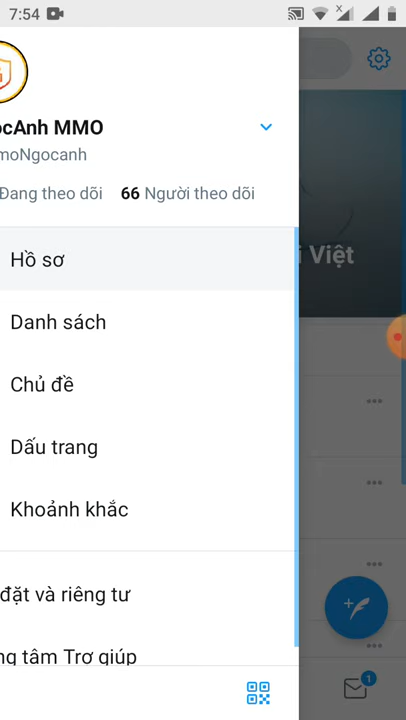 7:54
ocAnh MMO
moNgocanh
Đang theo dõi 66 Người theo dõi
i Việt
Hồ sơ
Danh sách
Chủ đề
Dấu trang
Khoảnh khắc
đặt và riêng tư
ng tâm Trợ giúp
1